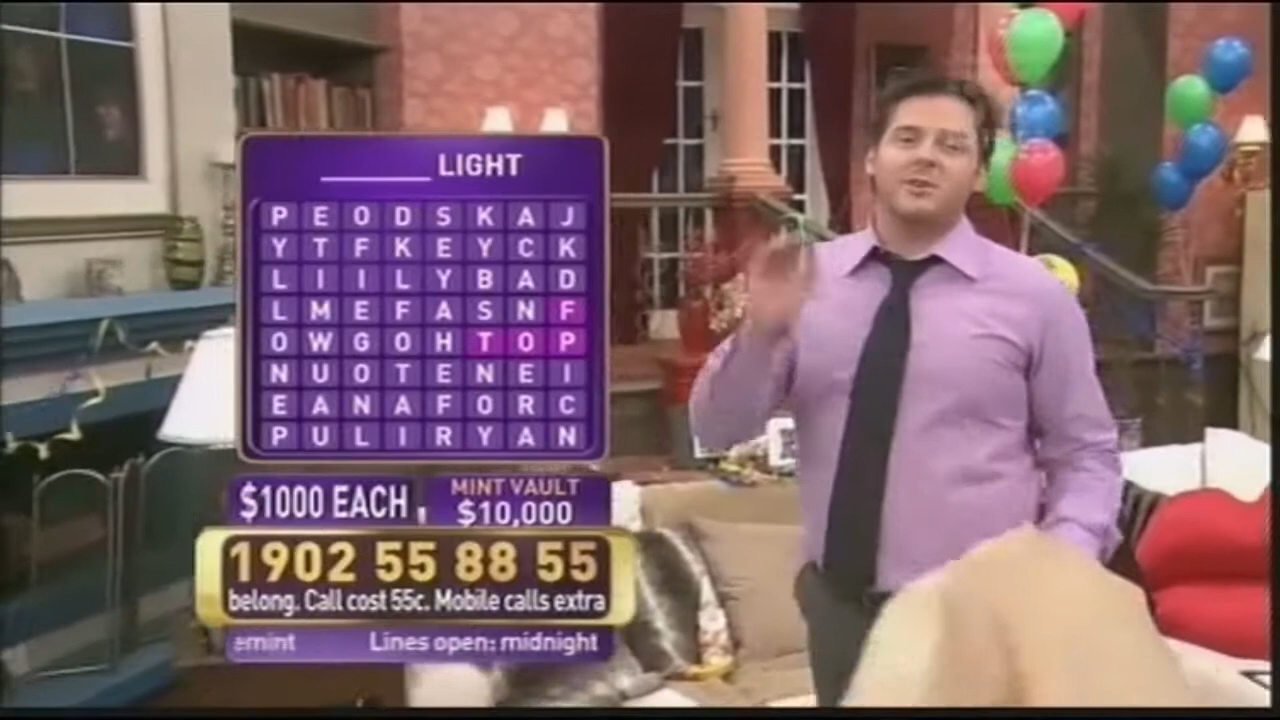 ______ LIGHT
P E O D S K A J
Y T F K E Y C K
L I I L Y B A D
L M E F A S N F
O W G O H T O P
N U O T E N E I
E A N A F O R C
P U L I R Y A N
$1000 EACH
MINT VAULT
$10,000
1902 55 88 55
belong. Call cost 55c. Mobile calls extra
emint Lines open: midnight